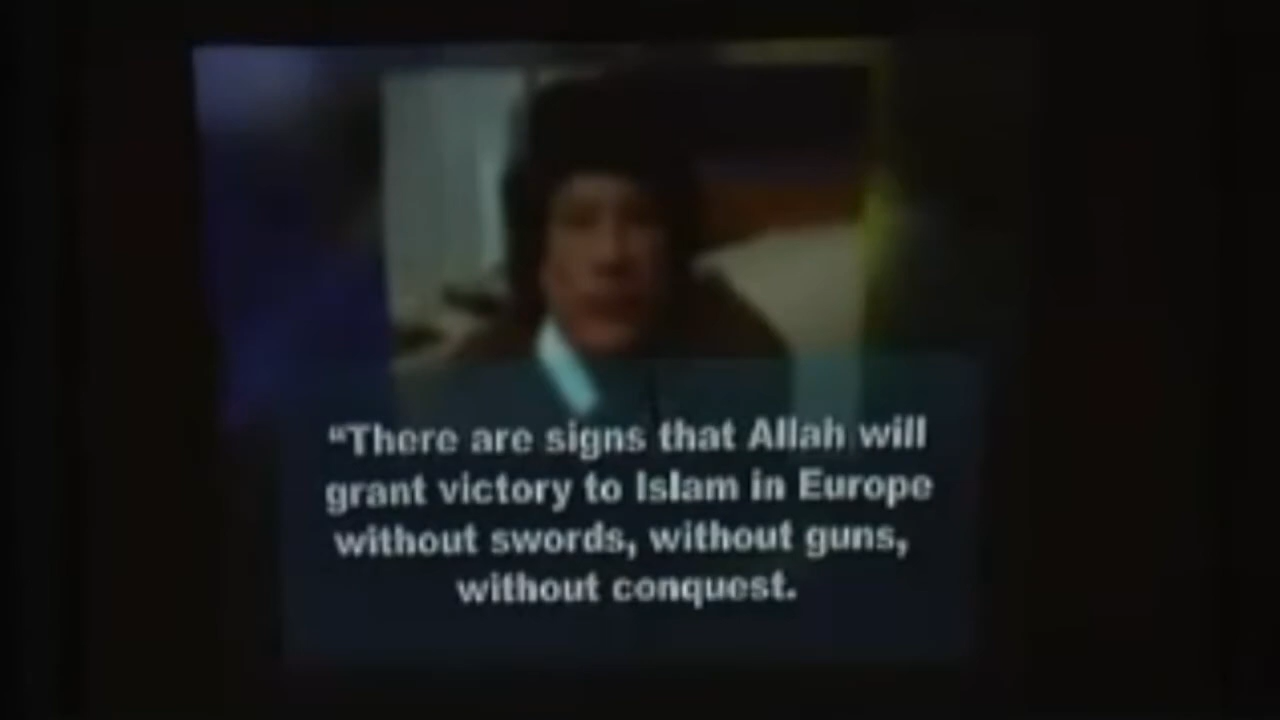 “There are signs that Allah will
grant victory to Islam in Europe
without swords, without guns,
without conquest.